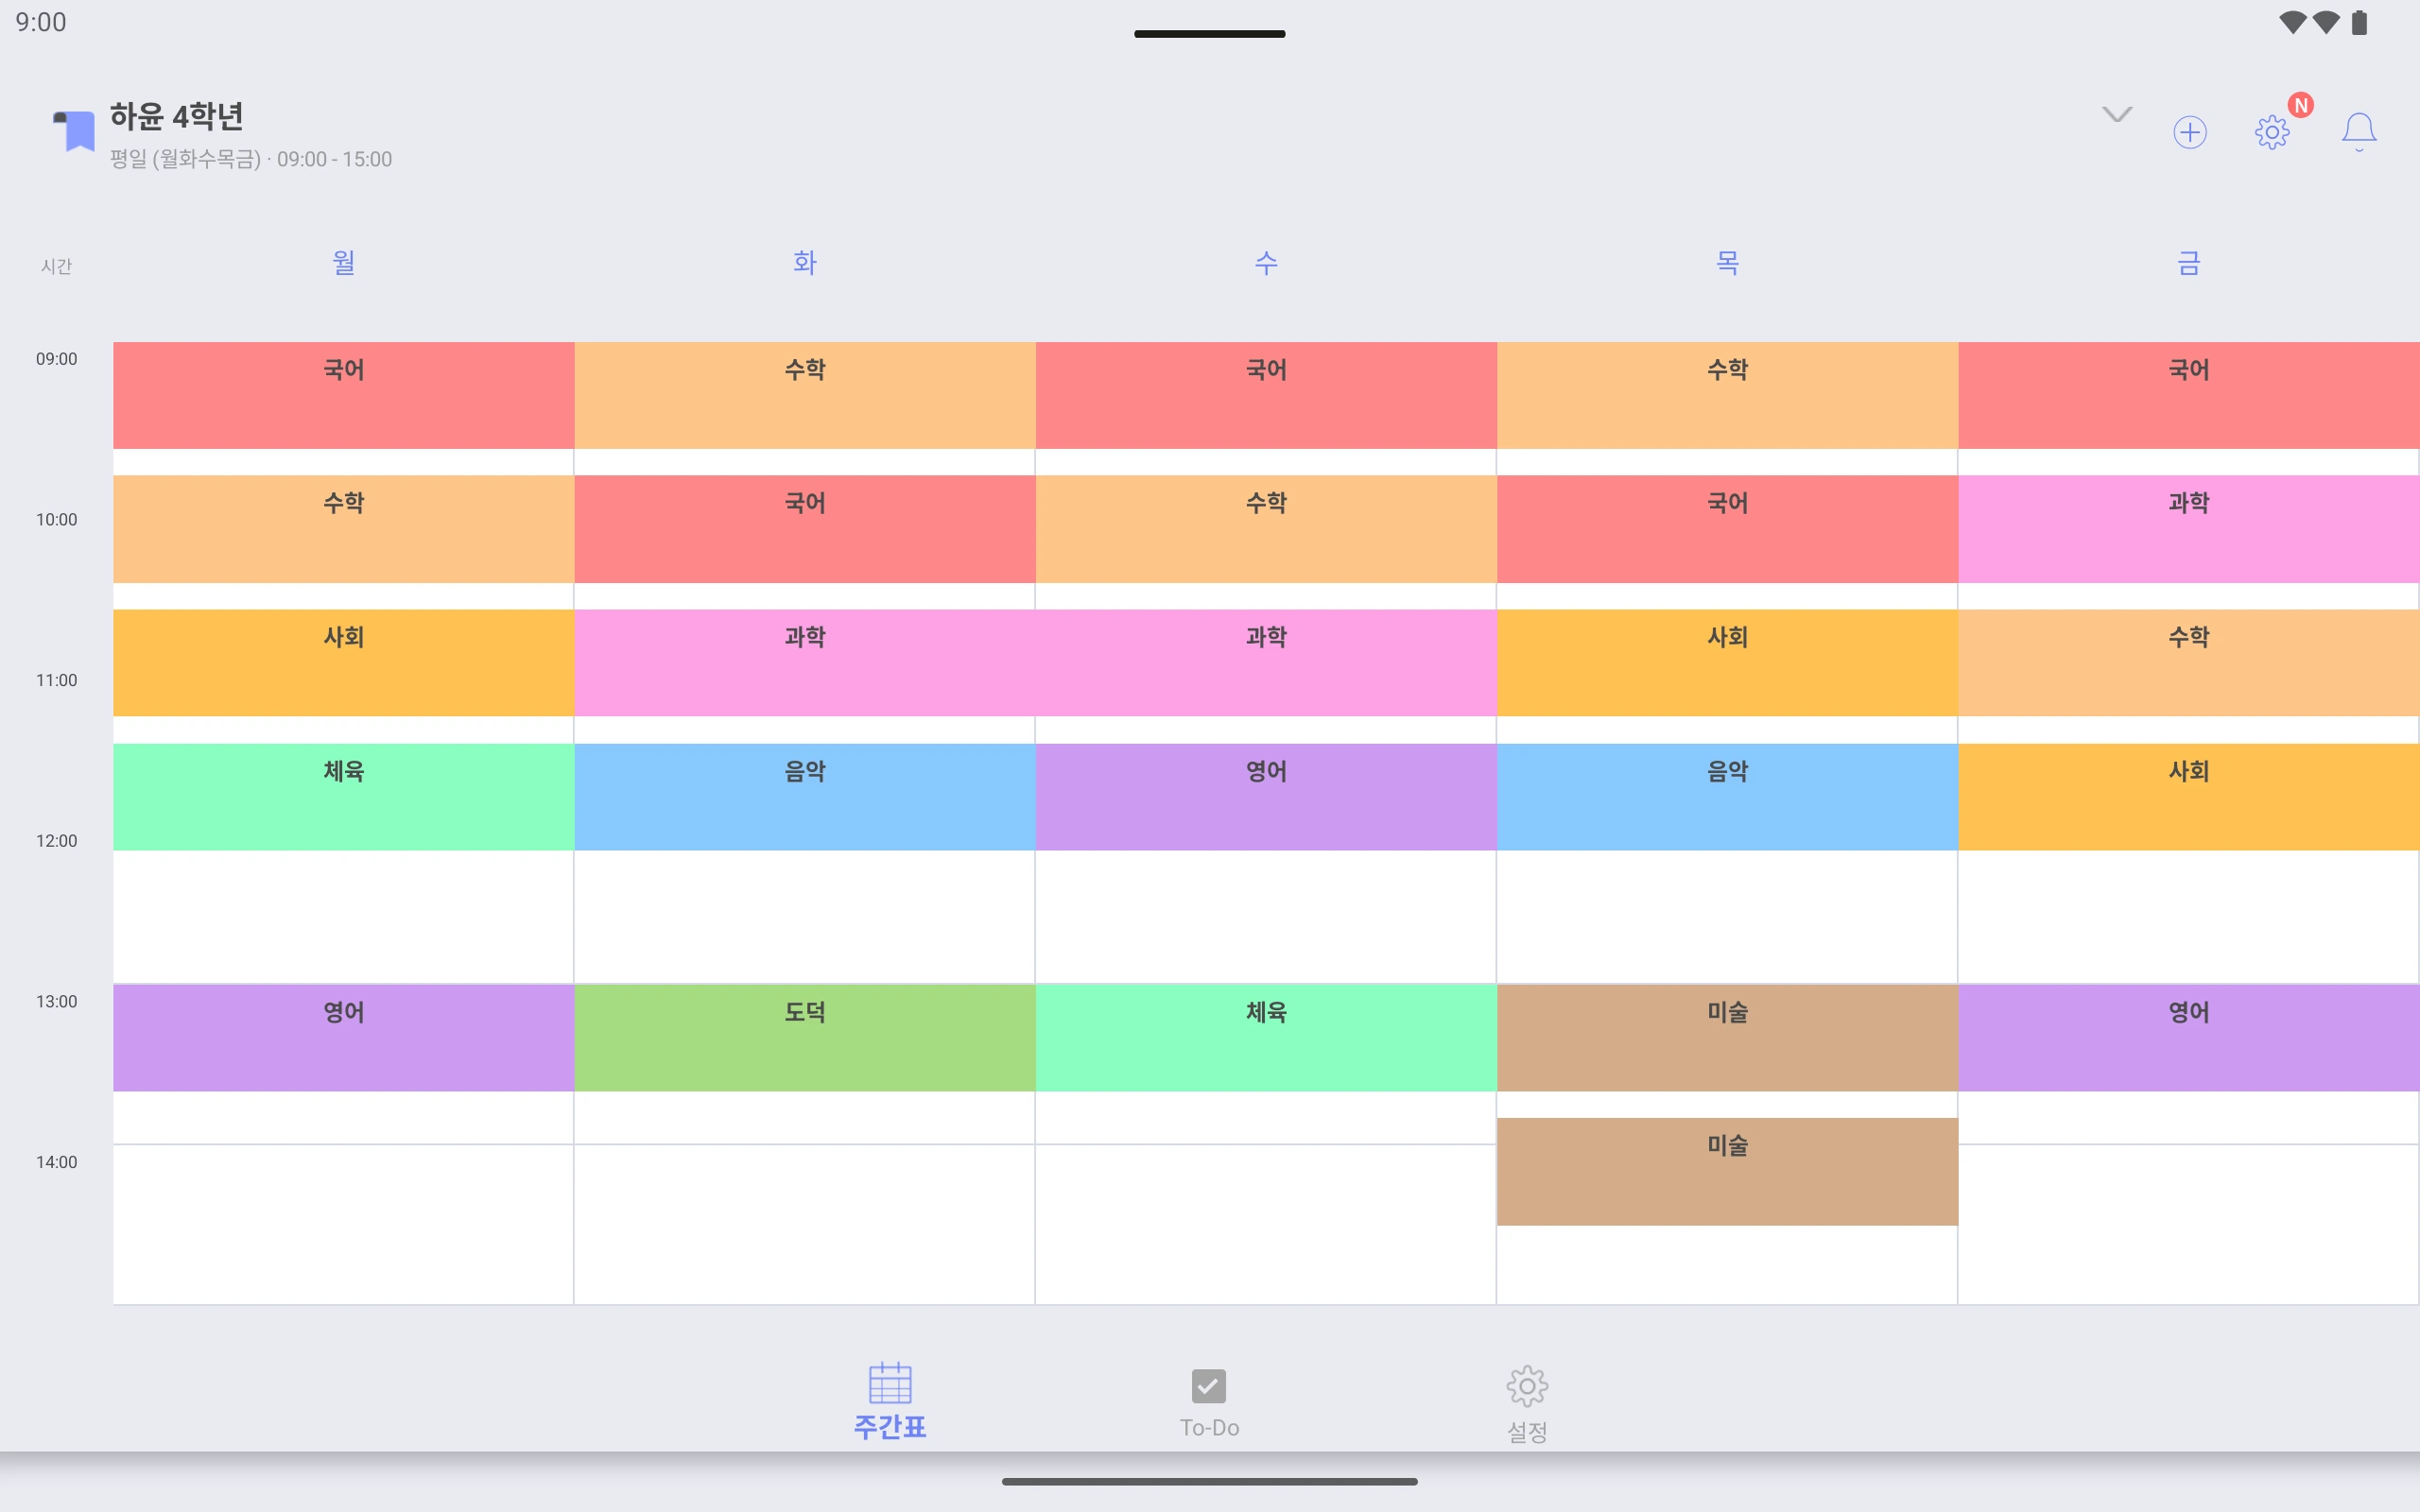 9:00
하윤 4학년
평일 (월화수목금) · 09:00 - 15:00
N
시간 월 화 수 목 금
09:00 국어 수학 국어 수학 국어
수학 국어 수학 국어 과학
10:00
사회 과학 과학 사회 수학
11:00
체육 음악 영어 음악 사회
12:00
13:00 영어 도덕 체육 미술 영어
미술
14:00
주간표 To-Do 설정